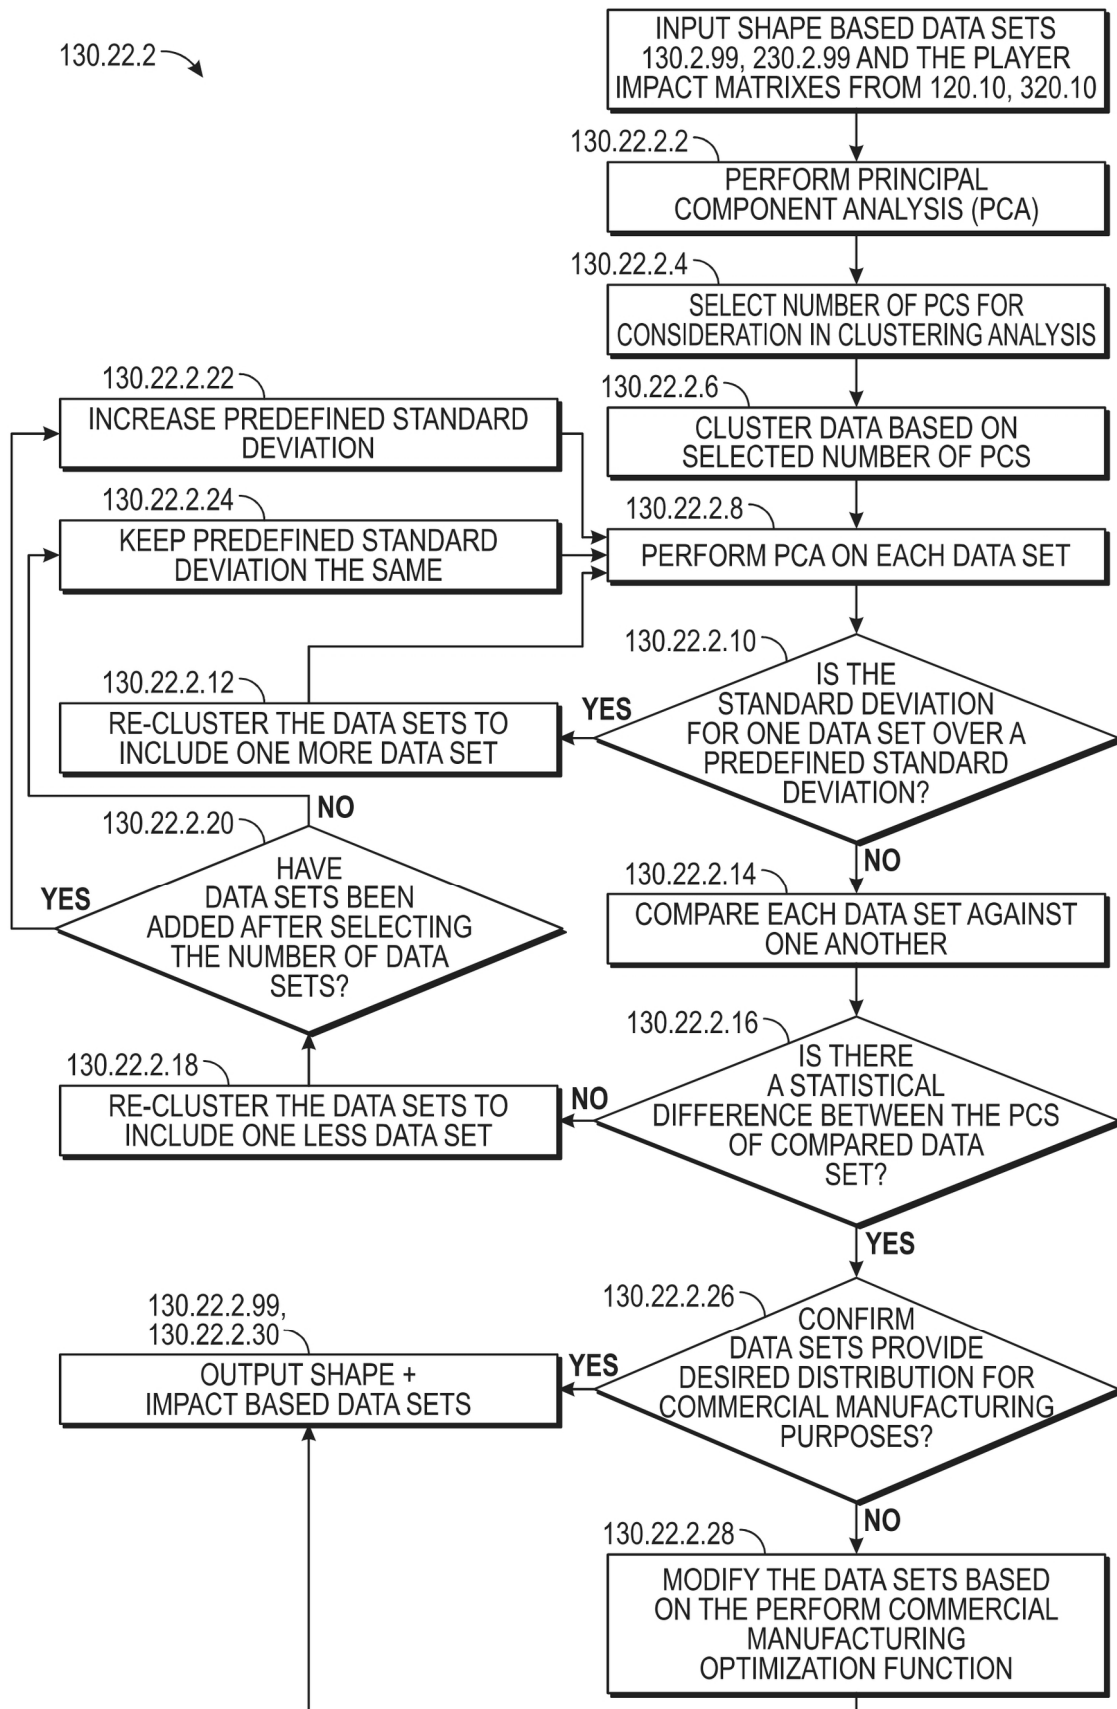 130.22.2
INPUT SHAPE BASED DATA SETS
130.2.99, 230.2.99 AND THE PLAYER
IMPACT MATRIXES FROM 120.10, 320.10
130.22.2.2
PERFORM PRINCIPAL
COMPONENT ANALYSIS (PCA)
130.22.2.4
SELECT NUMBER OF PCS FOR
CONSIDERATION IN CLUSTERING ANALYSIS
130.22.2.6
CLUSTER DATA BASED ON
SELECTED NUMBER OF PCS
130.22.2.22
INCREASE PREDEFINED STANDARD
DEVIATION
130.22.2.24
KEEP PREDEFINED STANDARD
DEVIATION THE SAME
130.22.2.8
PERFORM PCA ON EACH DATA SET
130.22.2.10
IS THE
STANDARD DEVIATION
FOR ONE DATA SET OVER A
PREDEFINED STANDARD
DEVIATION?
YES
130.22.2.12
RE-CLUSTER THE DATA SETS TO
INCLUDE ONE MORE DATA SET
NO
130.22.2.14
COMPARE EACH DATA SET AGAINST
ONE ANOTHER
130.22.2.20
NO
YES
HAVE
DATA SETS BEEN
ADDED AFTER SELECTING
THE NUMBER OF DATA
SETS?
130.22.2.16
IS THERE
A STATISTICAL
DIFFERENCE BETWEEN THE PCS
OF COMPARED DATA
SET?
NO
130.22.2.18
RE-CLUSTER THE DATA SETS TO
INCLUDE ONE LESS DATA SET
YES
130.22.2.26
CONFIRM
DATA SETS PROVIDE
DESIRED DISTRIBUTION FOR
COMMERCIAL MANUFACTURING
PURPOSES?
YES
130.22.2.99,
130.22.2.30
OUTPUT SHAPE +
IMPACT BASED DATA SETS
NO
130.22.2.28
MODIFY THE DATA SETS BASED
ON THE PERFORM COMMERCIAL
MANUFACTURING
OPTIMIZATION FUNCTION